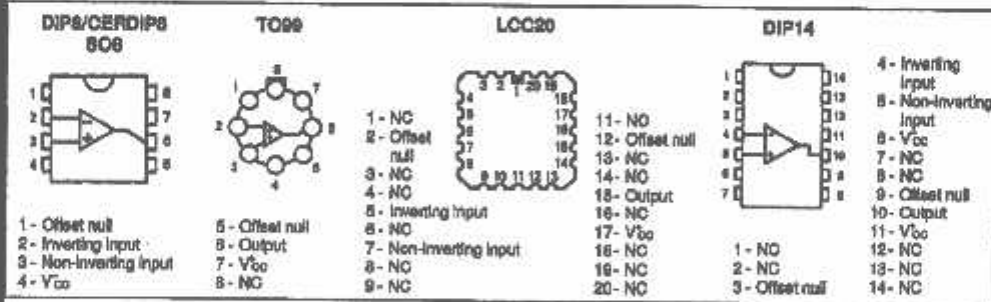 DIP8/CERDIP8
SO8
TO99
LCC20
DIP14
1 - Offset null
2 - Inverting Input
3 - Non-Inverting Input
4 - Vcc
5 - Offset null
6 - Output
7 - Vcc
8 - NC
1 - NC
2 - Offset
null
3 - NC
4 - NC
5 - Inverting Input
6 - NC
7 - Non-Inverting Input
8 - NC
9 - NC
11 - NC
12 - Offset null
13 - NC
14 - NC
15 - Output
16 - NC
17 - Vcc
18 - NC
19 - NC
20 - NC
1 - NC
2 - NC
3 - Offset null
4 - Inverting
Input
5 - Non-Inverting
Input
6 - Vcc
7 - NC
8 - NC
9 - Offset null
10 - Output
11 - Vcc
12 - NC
13 - NC
14 - NC